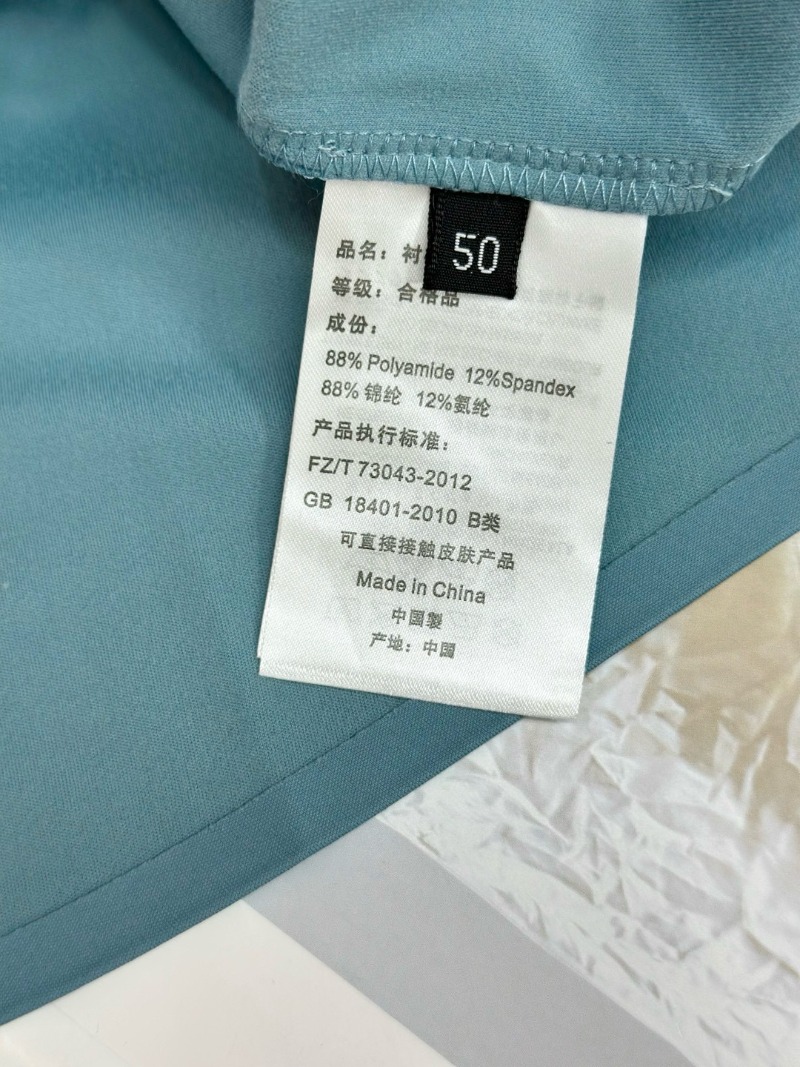 50
品名：衬
等级：合格品
成份：
88% Polyamide 12%Spandex
88% 锦纶 12%氨纶
产品执行标准：
FZ/T 73043-2012
GB 18401-2010 B类
可直接接触皮肤产品
Made in China
中國製
产地：中國